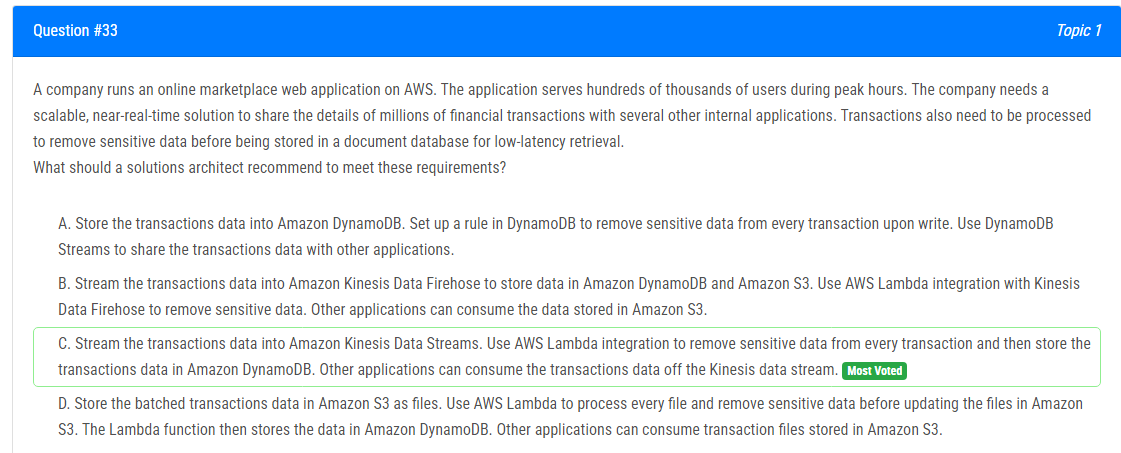 Question #33
Topic 1
A company runs an online marketplace web application on AWS. The application serves hundreds of thousands of users during peak hours. The company needs a
scalable, near-real-time solution to share the details of millions of financial transactions with several other internal applications. Transactions also need to be processed
to remove sensitive data before being stored in a document database for low-latency retrieval.
What should a solutions architect recommend to meet these requirements?
A. Store the transactions data into Amazon DynamoDB. Set up a rule in DynamoDB to remove sensitive data from every transaction upon write. Use DynamoDB
Streams to share the transactions data with other applications.
B. Stream the transactions data into Amazon Kinesis Data Firehose to store data in Amazon DynamoDB and Amazon S3. Use AWS Lambda integration with Kinesis
Data Firehose to remove sensitive data. Other applications can consume the data stored in Amazon S3.
C. Stream the transactions data into Amazon Kinesis Data Streams. Use AWS Lambda integration to remove sensitive data from every transaction and then store the
transactions data in Amazon DynamoDB. Other applications can consume the transactions data off the Kinesis data stream. Most Voted
D. Store the batched transactions data in Amazon S3 as files. Use AWS Lambda to process every file and remove sensitive data before updating the files in Amazon
S3. The Lambda function then stores the data in Amazon DynamoDB. Other applications can consume transaction files stored in Amazon S3.